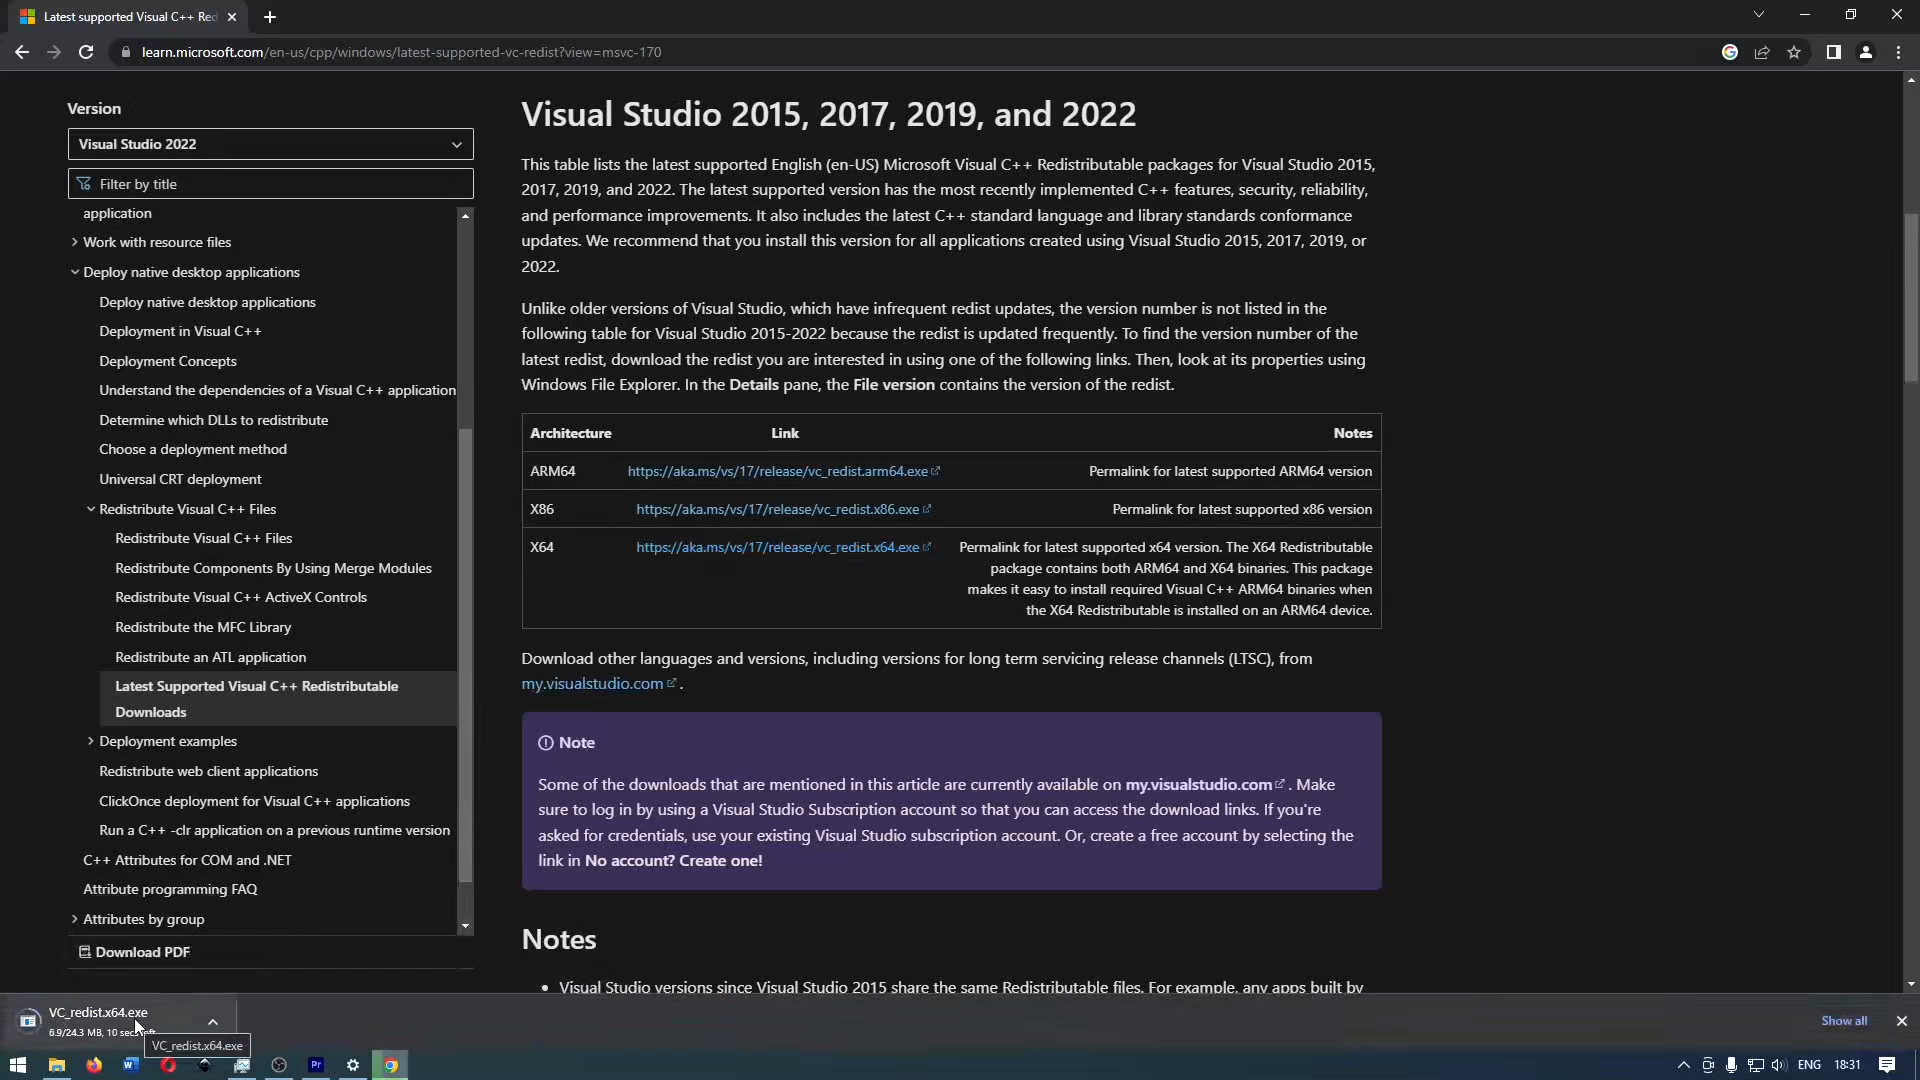 Latest supported Visual C++ Red
learn.microsoft.com/en-us/cpp/windows/latest-supported-vc-redist?view=msvc-170
Version
Visual Studio 2022
Filter by title
application
Work with resource files
Deploy native desktop applications
Deploy native desktop applications
Deployment in Visual C++
Deployment Concepts
Understand the dependencies of a Visual C++ application
Determine which DLLs to redistribute
Choose a deployment method
Universal CRT deployment
Redistribute Visual C++ Files
Redistribute Visual C++ Files
Redistribute Components By Using Merge Modules
Redistribute Visual C++ ActiveX Controls
Redistribute the MFC Library
Redistribute an ATL application
Latest Supported Visual C++ Redistributable
Downloads
Deployment examples
Redistribute web client applications
ClickOnce deployment for Visual C++ applications
Run a C++ -clr application on a previous runtime version
C++ Attributes for COM and .NET
Attribute programming FAQ
Attributes by group
Download PDF
Visual Studio 2015, 2017, 2019, and 2022
This table lists the latest supported English (en-US) Microsoft Visual C++ Redistributable packages for Visual Studio 2015,
2017, 2019, and 2022. The latest supported version has the most recently implemented C++ features, security, reliability,
and performance improvements. It also includes the latest C++ standard language and library standards conformance
updates. We recommend that you install this version for all applications created using Visual Studio 2015, 2017, 2019, or
2022.
Unlike older versions of Visual Studio, which have infrequent redist updates, the version number is not listed in the
following table for Visual Studio 2015-2022 because the redist is updated frequently. To find the version number of the
latest redist, download the redist you are interested in using one of the following links. Then, look at its properties using
Windows File Explorer. In the Details pane, the File version contains the version of the redist.
Architecture Link Notes
ARM64 https://aka.ms/vs/17/release/vc_redist.arm64.exe Permalink for latest supported ARM64 version
X86 https://aka.ms/vs/17/release/vc_redist.x86.exe Permalink for latest supported x86 version
X64 https://aka.ms/vs/17/release/vc_redist.x64.exe Permalink for latest supported x64 version. The X64 Redistributable
package contains both ARM64 and X64 binaries. This package
makes it easy to install required Visual C++ ARM64 binaries when
the X64 Redistributable is installed on an ARM64 device.
Download other languages and versions, including versions for long term servicing release channels (LTSC), from
my.visualstudio.com .
Note
Some of the downloads that are mentioned in this article are currently available on my.visualstudio.com . Make
sure to log in by using a Visual Studio Subscription account so that you can access the download links. If you're
asked for credentials, use your existing Visual Studio subscription account. Or, create a free account by selecting the
link in No account? Create one!
Notes
• Visual Studio versions since Visual Studio 2015 share the same Redistributable files. For example, any apps built by
VC_redist.x64.exe
6.9/24.3 MB, 10 secs
VC_redist.x64.exe
Show all
W
Pr
ENG
18:31